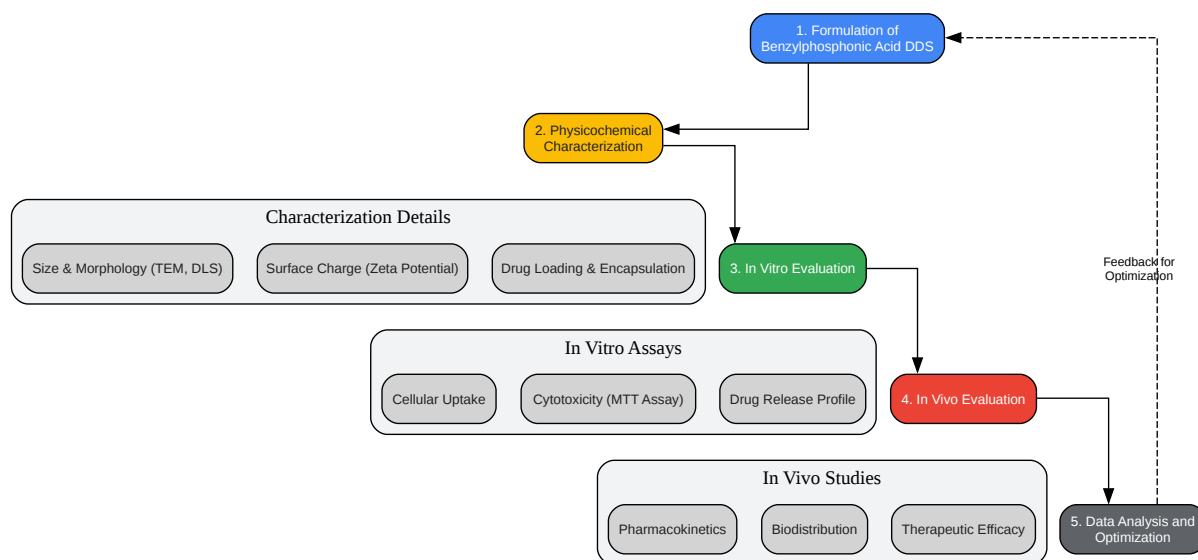 1. Formulation of
Benzylphosphonic Acid DDS
2. Physicochemical
Characterization
Characterization Details
Size & Morphology (TEM, DLS)
Surface Charge (Zeta Potential)
Drug Loading & Encapsulation
3. In Vitro Evaluation
Feedback for
Optimization
In Vitro Assays
Cellular Uptake
Cytotoxicity (MTT Assay)
Drug Release Profile
4. In Vivo Evaluation
In Vivo Studies
Pharmacokinetics
Biodistribution
Therapeutic Efficacy
5. Data Analysis and
Optimization